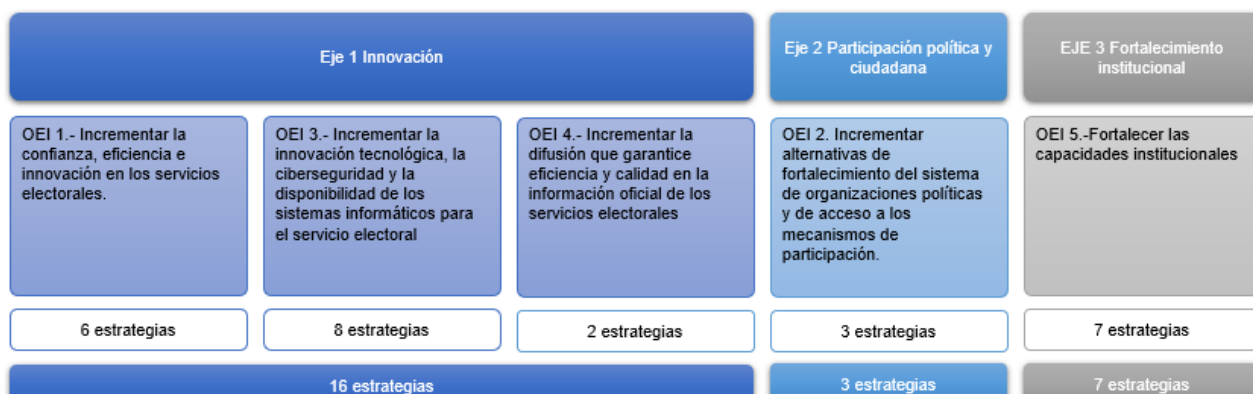 Eje 1 Innovación
Eje 2 Participación política y
ciudadana
EJE 3 Fortalecimiento
institucional
OEI 1.- Incrementar la
confianza, eficiencia e
innovación en los servicios
electorales.
OEI 3.- Incrementar la
innovación tecnológica, la
ciberseguridad y la
disponibilidad de los
sistemas informáticos para
el servicio electoral
OEI 4.- Incrementar la
difusión que garantice
eficiencia y calidad en la
información oficial de los
servicios electorales
OEI 2. Incrementar
alternativas de
fortalecimiento del sistema
de organizaciones políticas
y de acceso a los
mecanismos de
participación.
OEI 5.-Fortalecer las
capacidades institucionales
6 estrategias
8 estrategias
2 estrategias
3 estrategias
7 estrategias
16 estrategias
3 estrategias
7 estrategias